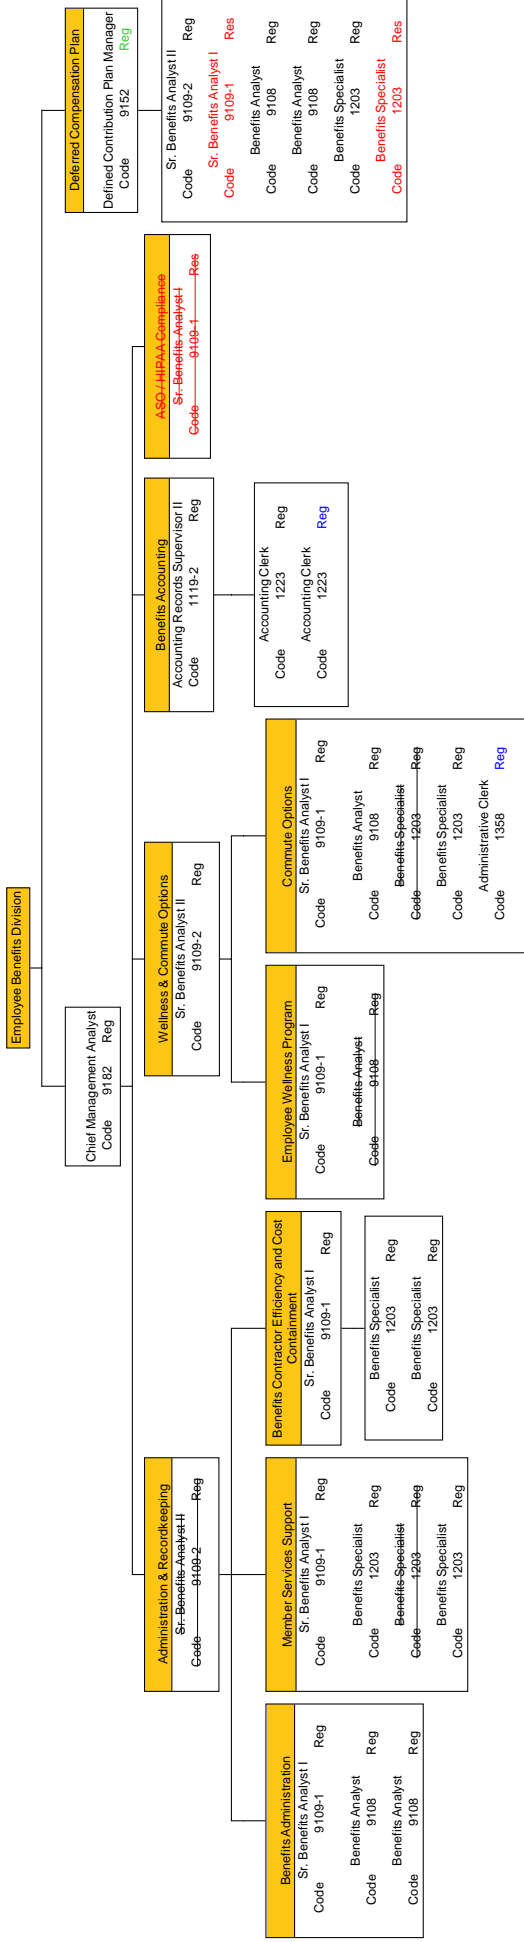 Employee Benefits Division
Chief Management Analyst
Code 9182 Reg
Administration & Recordkeeping
Sr. Benefits Analyst II
Code 9109-2 Reg
Benefits Administration
Sr. Benefits Analyst I
Code 9109-1 Reg
Benefits Analyst
Code 9108 Reg
Benefits Analyst
Code 9108 Reg
Member Services Support
Sr. Benefits Analyst I
Code 9109-1 Reg
Benefits Specialist
Code 1203 Reg
Benefits Specialist
Code 1203 Reg
Benefits Specialist
Code 1203 Reg
Benefits Contractor Efficiency and Cost
Containment
Sr. Benefits Analyst I
Code 9109-1 Reg
Benefits Specialist
Code 1203 Reg
Benefits Specialist
Code 1203 Reg
Wellness & Commute Options
Sr. Benefits Analyst II
Code 9109-2 Reg
Employee Wellness Program
Sr. Benefits Analyst I
Code 9109-1 Reg
Benefits Analyst
Code 9108 Reg
Commute Options
Sr. Benefits Analyst I
Code 9109-1 Reg
Benefits Analyst
Code 9108 Reg
Benefits Specialist
Code 1203 Reg
Benefits Specialist
Code 1203 Reg
Administrative Clerk
Code 1358 Reg
Benefits Accounting
Accounting Records Supervisor II
Code 1119-2 Reg
Accounting Clerk
Code 1223 Reg
Accounting Clerk
Code 1223 Reg
ASO / HIPAA Compliance
Sr. Benefits Analyst I
Code 9109-1 Res
Deferred Compensation Plan
Defined Contribution Plan Manager
Code 9152 Reg
Sr. Benefits Analyst II
Code 9109-2 Reg
Sr. Benefits Analyst I
Code 9109-1 Res
Benefits Analyst
Code 9108 Reg
Benefits Analyst
Code 9108 Reg
Benefits Specialist
Code 1203 Reg
Benefits Specialist
Code 1203 Res